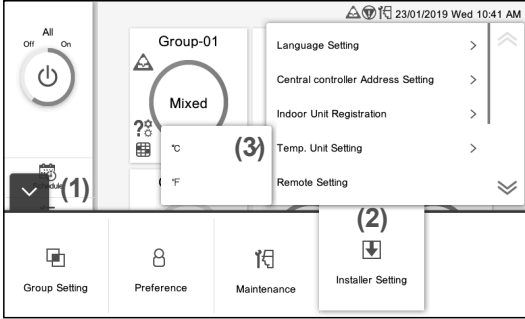 23/01/2019 Wed 10:41 AM
All
Off On
Group-01
Mixed
Language Setting
Central controller Address Setting
Indoor Unit Registration
Temp. Unit Setting
Remote Setting
(3)
°C
°F
(1)
(2)
Group Setting
Preference
Maintenance
Installer Setting